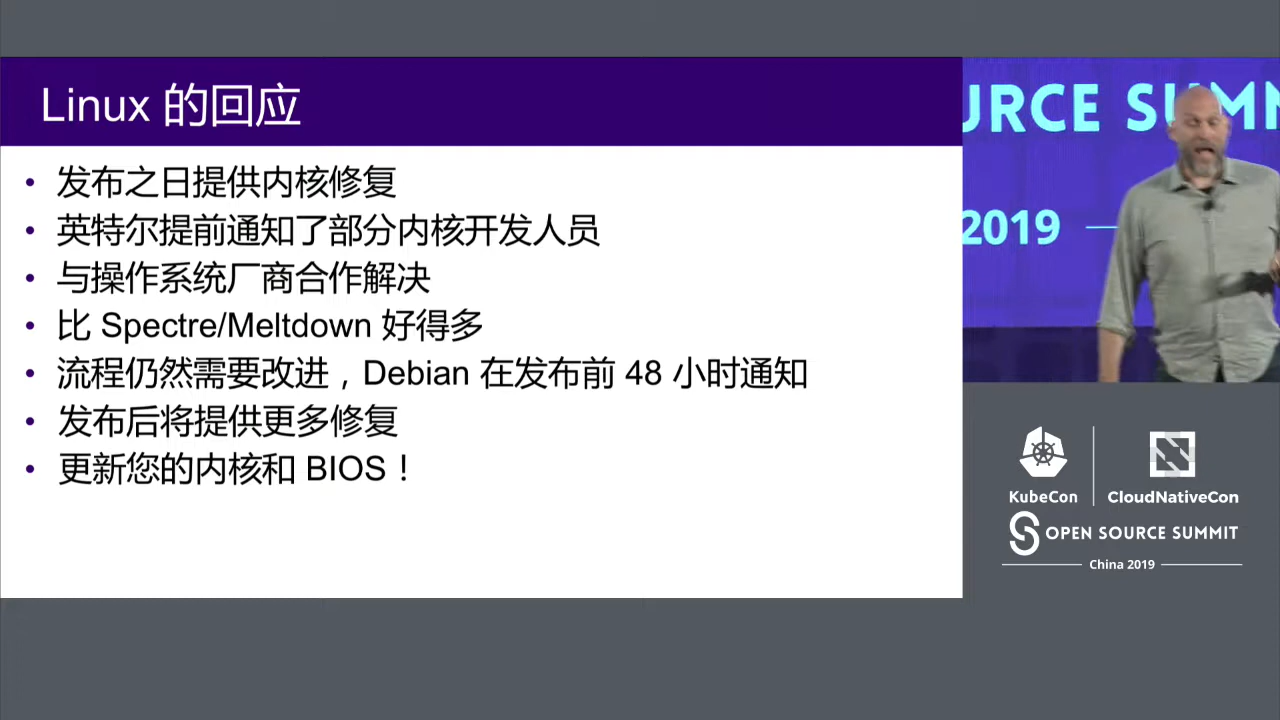 Linux 的回应
• 发布之日提供内核修复
• 英特尔提前通知了部分内核开发人员
• 与操作系统厂商合作解决
• 比 Spectre/Meltdown 好得多
• 流程仍然需要改进，Debian 在发布前 48 小时通知
• 发布后将提供更多修复
• 更新您的内核和 BIOS！
URCE SUMM
2019
KubeCon
CloudNativeCon
OPEN SOURCE SUMMIT
China 2019